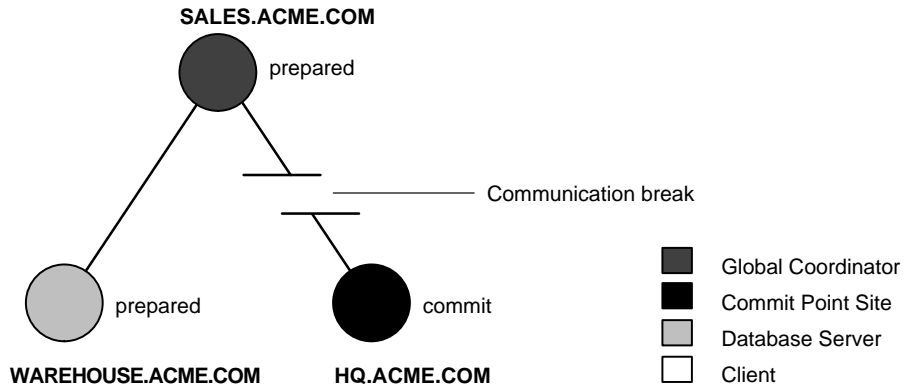 SALES.ACME.COM
prepared
Communication break
prepared
commit
WAREHOUSE.ACME.COM
HQ.ACME.COM
Global Coordinator
Commit Point Site
Database Server
Client